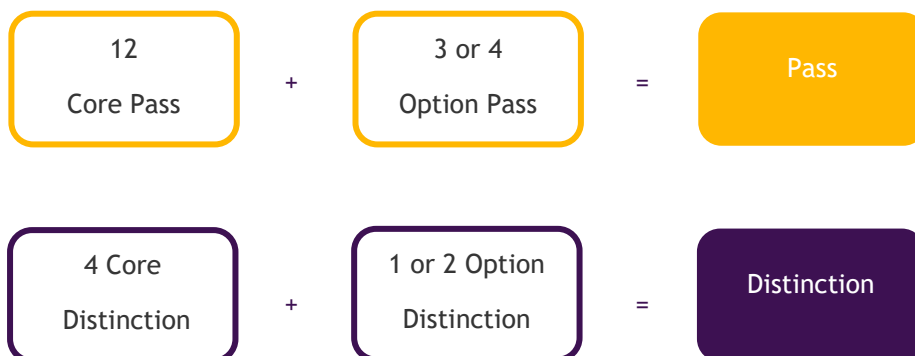 12
Core Pass
+
3 or 4
Option Pass
=
Pass
4 Core
Distinction
+
1 or 2 Option
Distinction
=
Distinction